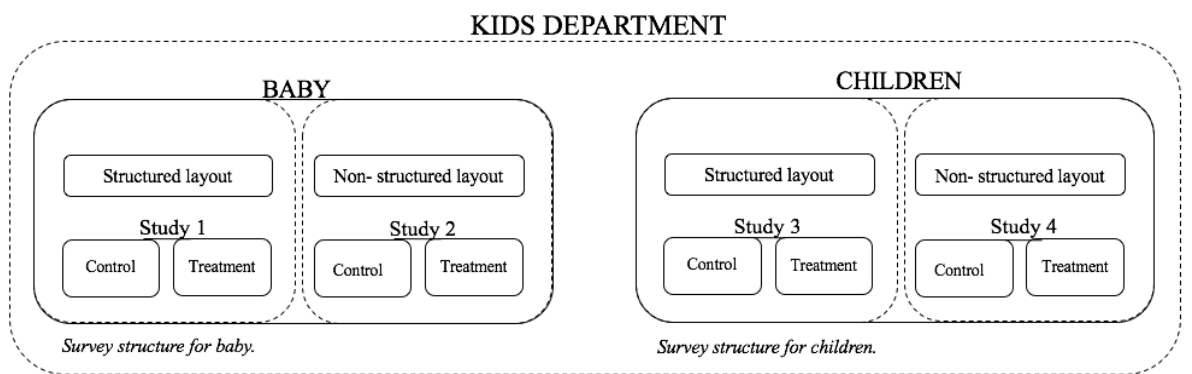 KIDS DEPARTMENT
BABY
Structured layout
Non- structured layout
Study 1
Study 2
Control
Treatment
Control
Treatment
Survey structure for baby.
CHILDREN
Structured layout
Non- structured layout
Study 3
Study 4
Control
Treatment
Control
Treatment
Survey structure for children.